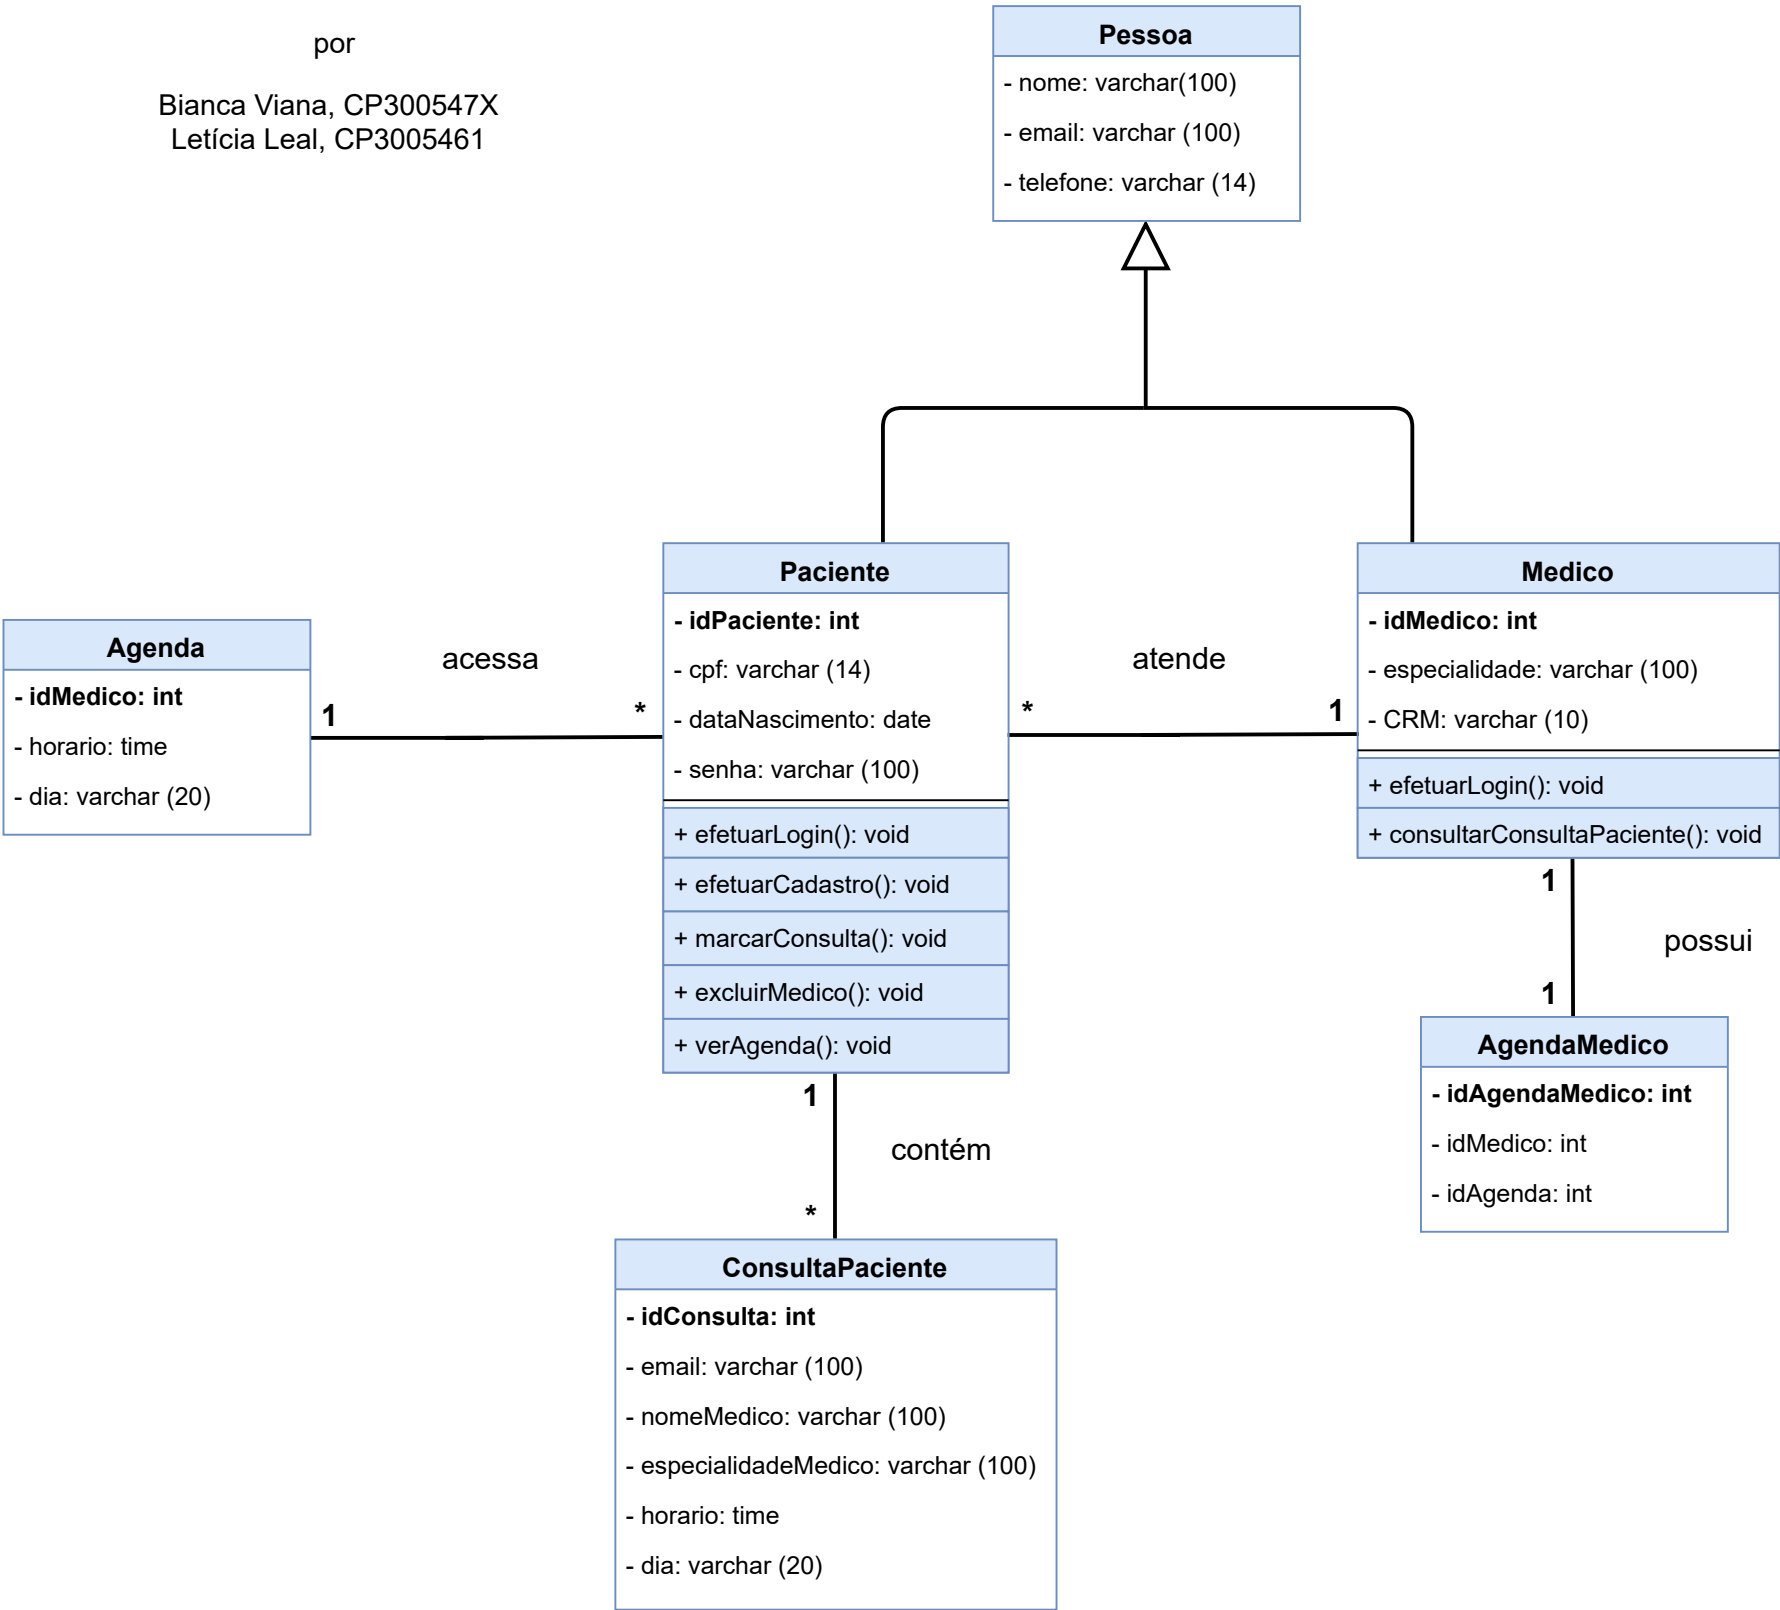 por
Bianca Viana, CP300547X
Letícia Leal, CP3005461
Pessoa
- nome: varchar(100)
- email: varchar (100)
- telefone: varchar (14)
Paciente
- idPaciente: int
- cpf: varchar (14)
- dataNascimento: date
- senha: varchar (100)
+ efetuarLogin(): void
+ efetuarCadastro(): void
+ marcarConsulta(): void
+ excluirMedico(): void
+ verAgenda(): void
Medico
- idMedico: int
- especialidade: varchar (100)
- CRM: varchar (10)
+ efetuarLogin(): void
+ consultarConsultaPaciente(): void
Agenda
- idMedico: int
- horario: time
- dia: varchar (20)
acessa
1
*
atende
*
1
1
possui
1
AgendaMedico
- idAgendaMedico: int
- idMedico: int
- idAgenda: int
1
contém
*
ConsultaPaciente
- idConsulta: int
- email: varchar (100)
- nomeMedico: varchar (100)
- especialidadeMedico: varchar (100)
- horario: time
- dia: varchar (20)